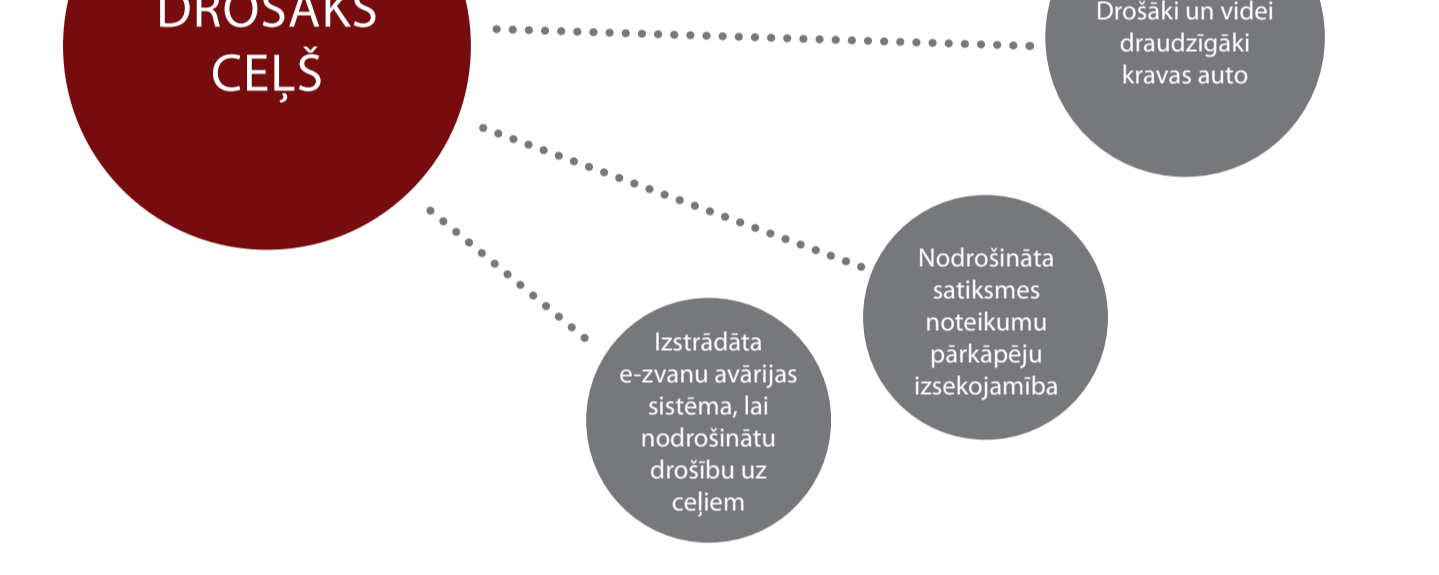 DROŠĀKS
CEĻŠ
Drošāki un videi
draudzīgāki
kravas auto
Nodrošināta
satiksmes
noteikumu
pārkāpēju
izsekojamība
Izstrādāta
e-zvanu avārijas
sistēma, lai
nodrošinātu
drošību uz
ceļiem